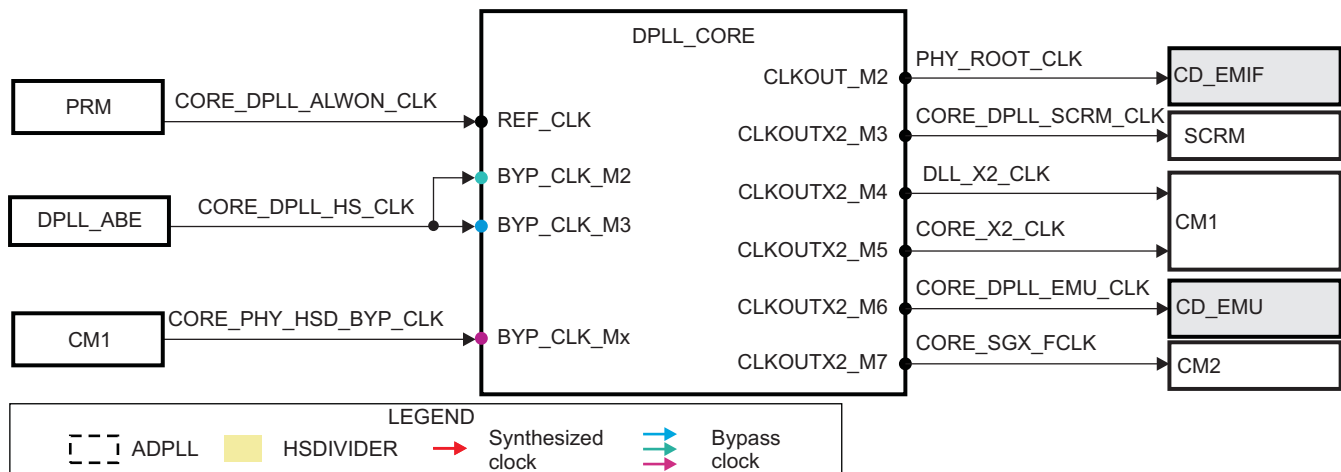 DPLL_CORE
PRM
CORE_DPLL_ALWON_CLK
REF_CLK
DPLL_ABE
CORE_DPLL_HS_CLK
BYP_CLK_M2
BYP_CLK_M3
CM1
CORE_PHY_HSD_BYP_CLK
BYP_CLK_Mx
CLKOUT_M2
PHY_ROOT_CLK
CD_EMIF
CLKOUTX2_M3
CORE_DPLL_SCRM_CLK
SCRM
CLKOUTX2_M4
DLL_X2_CLK
CLKOUTX2_M5
CORE_X2_CLK
CM1
CLKOUTX2_M6
CORE_DPLL_EMU_CLK
CD_EMU
CLKOUTX2_M7
CORE_SGX_FCLK
CM2
LEGEND
ADPLL
HSDIVIDER
Synthesized
clock
Bypass
clock